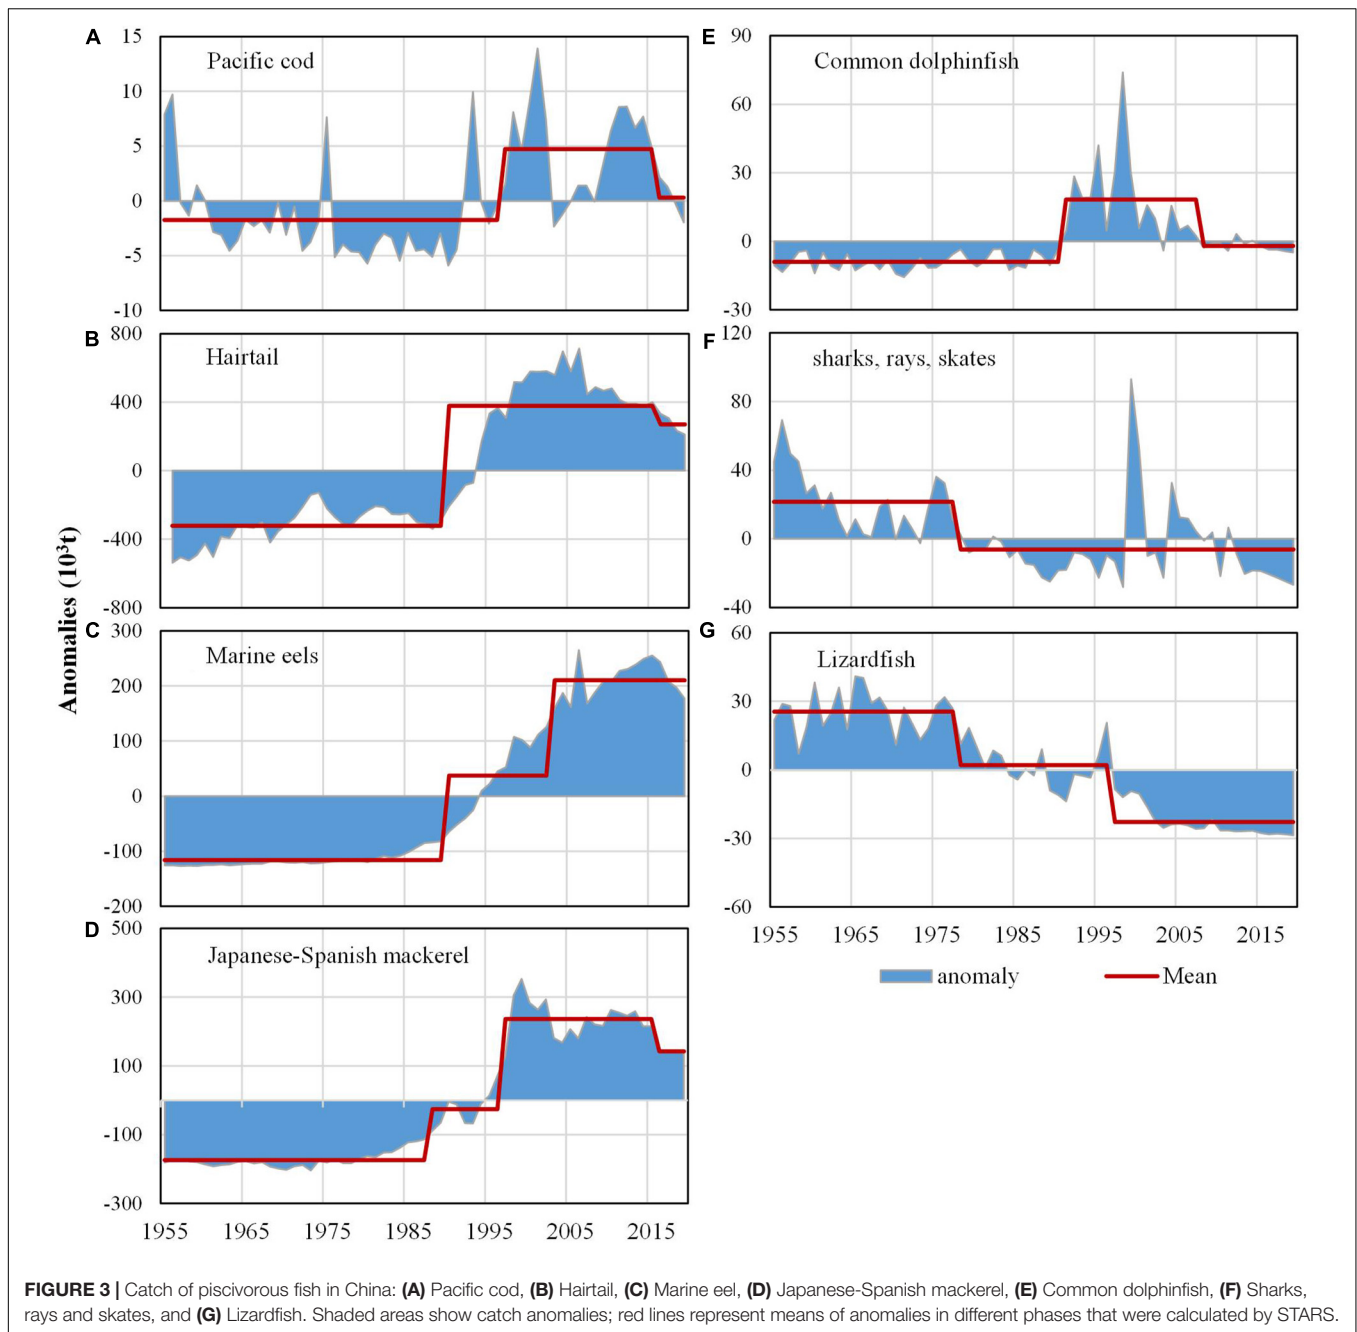 Anomalies (10³t)
A
Pacific cod
15
10
5
0
-5
-10
B
Hairtail
800
400
0
-400
-800
C
Marine eels
300
200
100
0
-100
-200
D
Japanese-Spanish mackerel
500
300
100
-100
-300
1955 1965 1975 1985 1995 2005 2015
E
Common dolphinfish
90
60
30
0
-30
F
sharks, rays, skates
120
80
40
0
-40
G
Lizardfish
60
30
0
-30
-60
1955 1965 1975 1985 1995 2005 2015
anomaly Mean
FIGURE 3 | Catch of piscivorous fish in China: (A) Pacific cod, (B) Hairtail, (C) Marine eel, (D) Japanese-Spanish mackerel, (E) Common dolphinfish, (F) Sharks,
rays and skates, and (G) Lizardfish. Shaded areas show catch anomalies; red lines represent means of anomalies in different phases that were calculated by STARS.